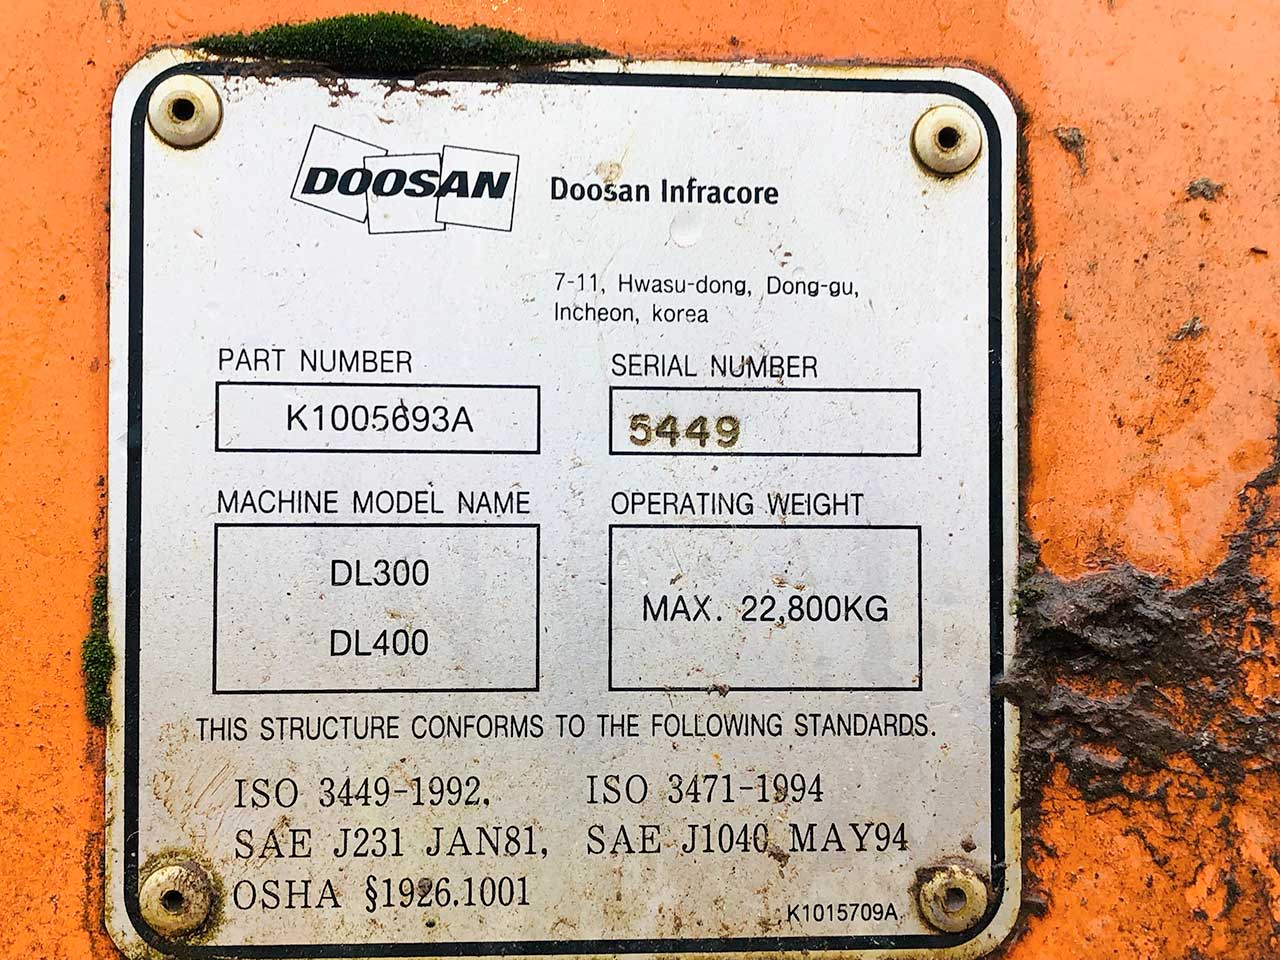 DOOSAN Doosan Infracore
7-11, Hwasu-dong, Dong-gu,
Incheon, korea
PART NUMBER
K1005693A
SERIAL NUMBER
5449
MACHINE MODEL NAME
DL300
DL400
OPERATING WEIGHT
MAX. 22,800KG
THIS STRUCTURE CONFORMS TO THE FOLLOWING STANDARDS.
ISO 3449-1992, ISO 3471-1994
SAE J231 JAN81, SAE J1040 MAY94
OSHA §1926.1001
K1015709A